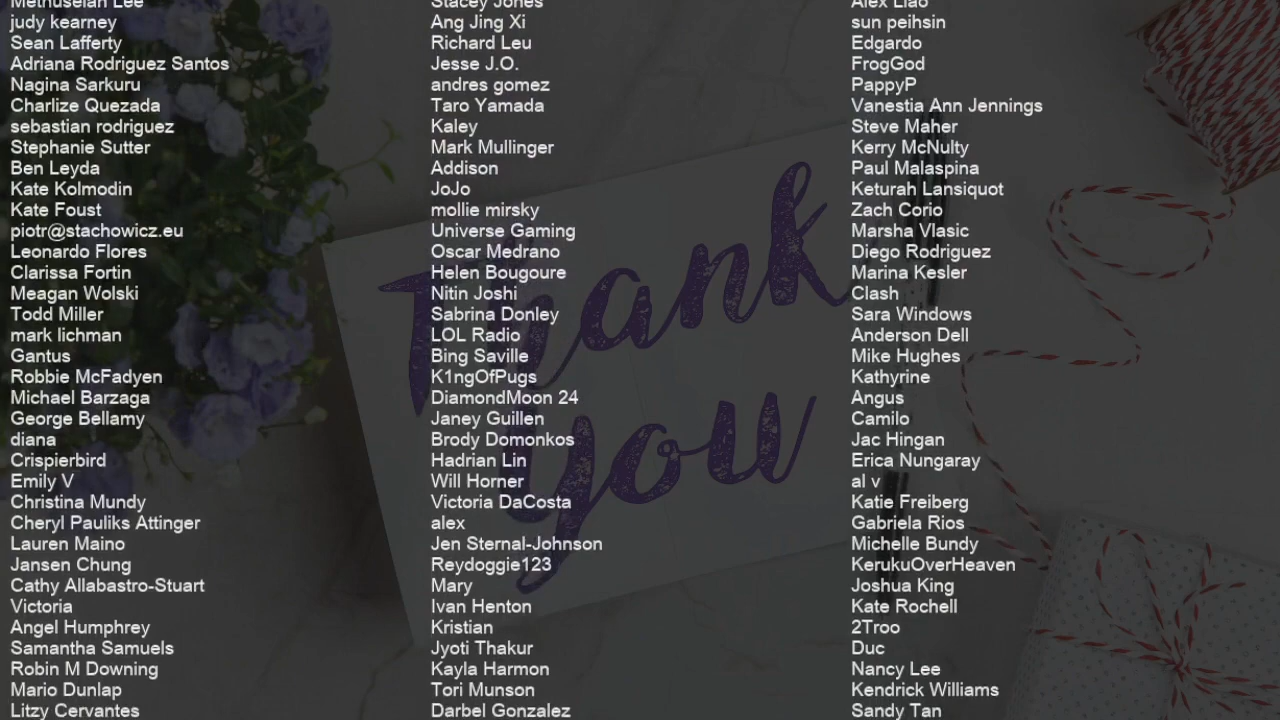 Methuselah Lee
judy kearney
Sean Lafferty
Adriana Rodriguez Santos
Nagina Sarkuru
Charlize Quezada
sebastian rodriguez
Stephanie Sutter
Ben Leyda
Kate Kolmodin
Kate Foust
piotr@stachowicz.eu
Leonardo Flores
Clarissa Fortin
Meagan Wolski
Todd Miller
mark lichman
Gantus
Robbie McFadyen
Michael Barzaga
George Bellamy
diana
Crispierbird
Emily V
Christina Mundy
Cheryl Pauliks Attinger
Lauren Maino
Jansen Chung
Cathy Allabastro-Stuart
Victoria
Angel Humphrey
Samantha Samuels
Robin M Downing
Mario Dunlap
Litzy Cervantes
Stacey Jones
Ang Jing Xi
Richard Leu
Jesse J.O.
andres gomez
Taro Yamada
Kaley
Mark Mullinger
Addison
JoJo
mollie mirsky
Universe Gaming
Oscar Medrano
Helen Bougoure
Nitin Joshi
Sabrina Donley
LOL Radio
Bing Saville
K1ngOfPugs
DiamondMoon 24
Janey Guillen
Brody Domonkos
Hadrian Lin
Will Horner
Victoria DaCosta
alex
Jen Sternal-Johnson
Reydoggie123
Mary
Ivan Henton
Kristian
Jyoti Thakur
Kayla Harmon
Tori Munson
Darbel Gonzalez
Alex Liao
sun peihsin
Edgardo
FrogGod
PappyP
Vanestia Ann Jennings
Steve Maher
Kerry McNulty
Paul Malaspina
Keturah Lansiquot
Zach Corio
Marsha Vlasic
Diego Rodriguez
Marina Kesler
Clash
Sara Windows
Anderson Dell
Mike Hughes
Kathyrine
Angus
Camilo
Jac Hingan
Erica Nungaray
al v
Katie Freiberg
Gabriela Rios
Michelle Bundy
KerukuOverHeaven
Joshua King
Kate Rochell
2Troo
Duc
Nancy Lee
Kendrick Williams
Sandy Tan
Thank
you